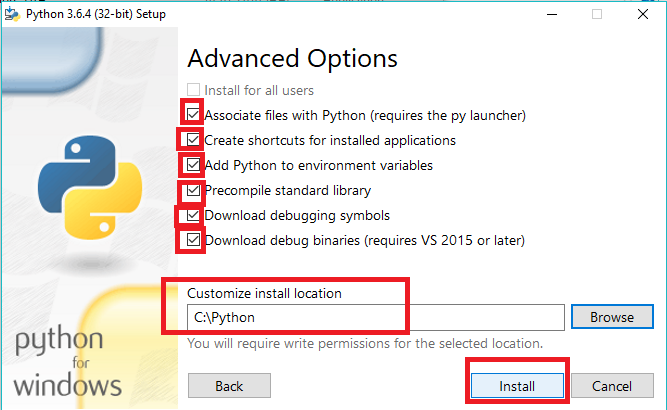 Python 3.6.4 (32-bit) Setup
Advanced Options
Install for all users
Associate files with Python (requires the py launcher)
Create shortcuts for installed applications
Add Python to environment variables
Precompile standard library
Download debugging symbols
Download debug binaries (requires VS 2015 or later)
Customize install location
C:\Python
Browse
You will require write permissions for the selected location.
python
for
windows
Back
Install
Cancel